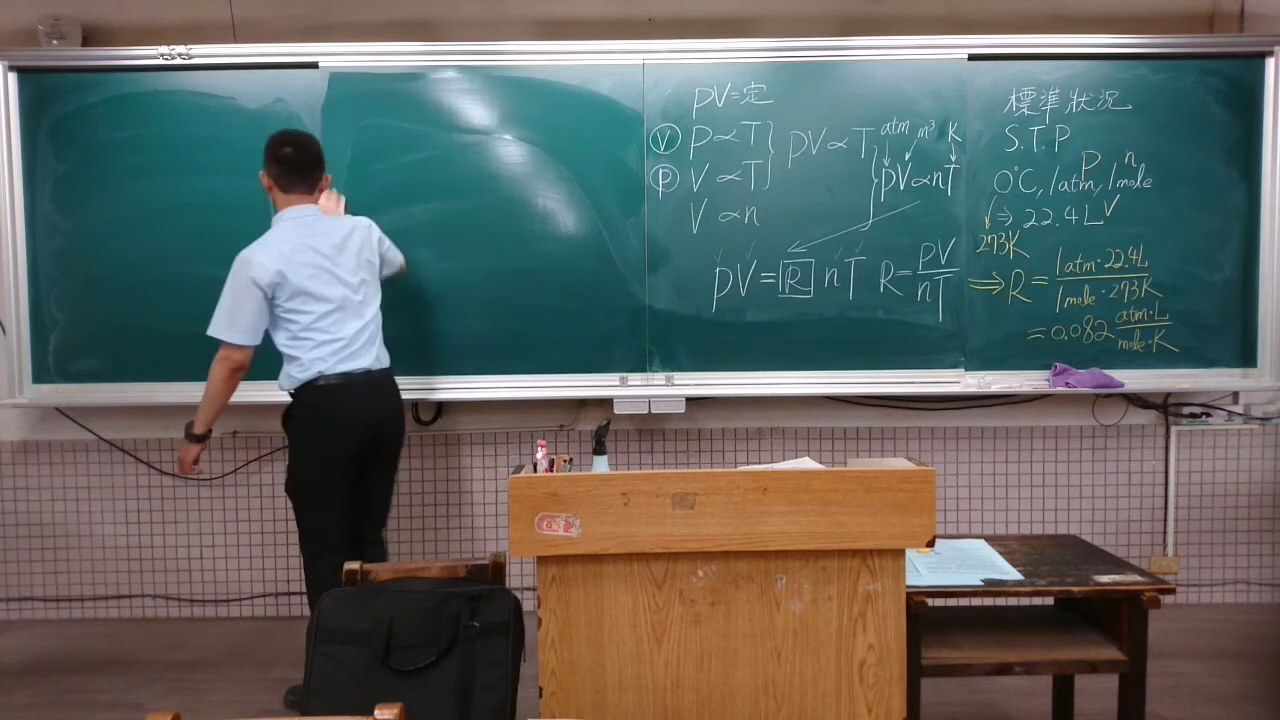 PV=定
Ⓥ P∝T
Ⓟ V∝T
V∝n
PV∝T
atm m³ K
PV∝nT
PV=R nT R=PV/nT
標準狀況
S.T.P
P n
0°C, 1atm, 1mole
⇒ 22.4L V
273K
⇒ R = 1atm·22.4L/1mole·273K
= 0.082 atm·L/mole·K